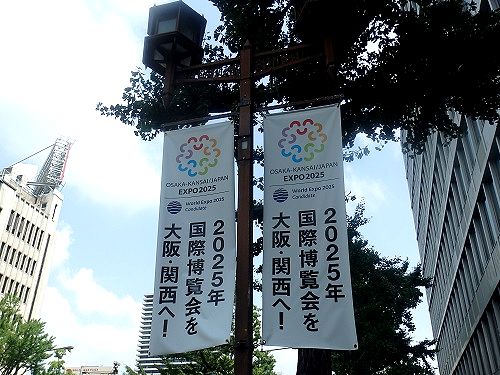 OSAKA-KANSAI/JAPAN
EXPO2025
World Expo 2025
Candidate
2025年
国際博覧会を
大阪・関西へ!
OSAKA-KANSAI/JAPAN
EXPO2025
World Expo 2025
Candidate
2025年
国際博覧会を
大阪・関西へ!